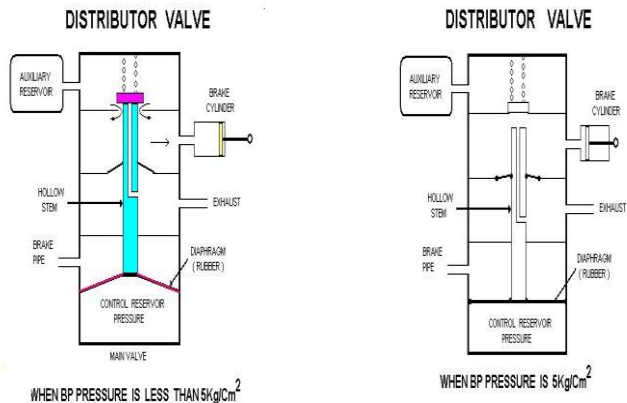 DISTRIBUTOR VALVE
AUXILIARY
RESERVOIR
BRAKE
CYLINDER
HOLLOW
STEM
EXHAUST
BRAKE
PIPE
DIAPHRAGM
( RUBBER )
CONTROL RESERVOIR
PRESSURE
MAIN VALVE
WHEN BP PRESSURE IS LESS THAN 5Kg/Cm²
DISTRIBUTOR VALVE
AUXILIARY
RESERVOIR
BRAKE
CYLINDER
HOLLOW
STEM
EXHAUST
BRAKE
PIPE
DIAPHRAGM
( RUBBER )
CONTROL RESERVOIR
PRESSURE
WHEN BP PRESSURE IS 5Kg/Cm²